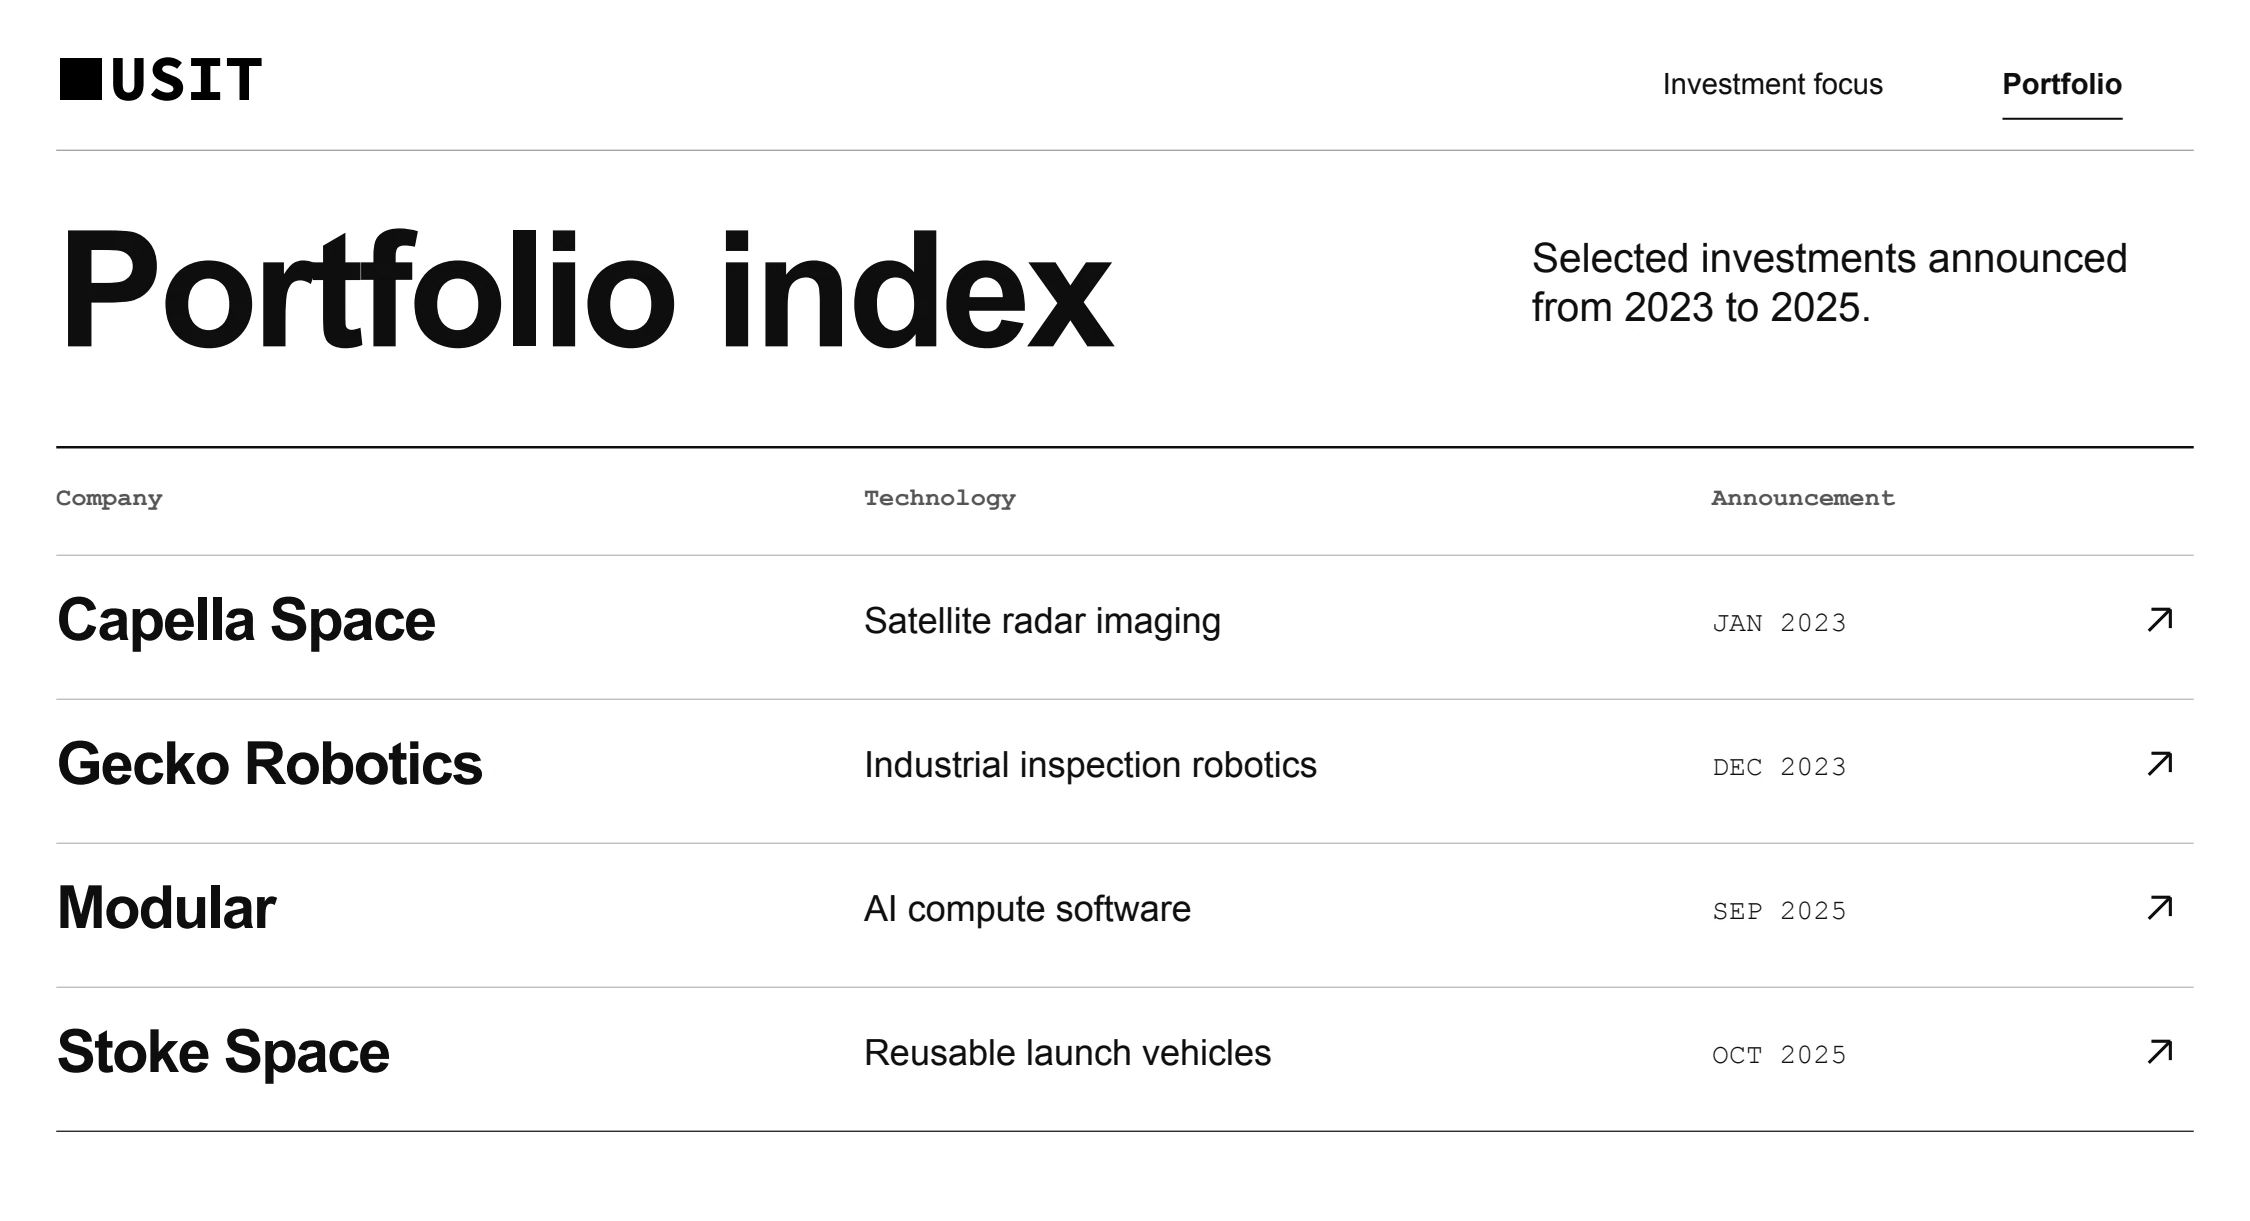 USIT
Investment focus
Portfolio
Portfolio index
Selected investments announced
from 2023 to 2025.
Company
Technology
Announcement
Capella Space
Satellite radar imaging
JAN 2023
Gecko Robotics
Industrial inspection robotics
DEC 2023
Modular
AI compute software
SEP 2025
Stoke Space
Reusable launch vehicles
OCT 2025